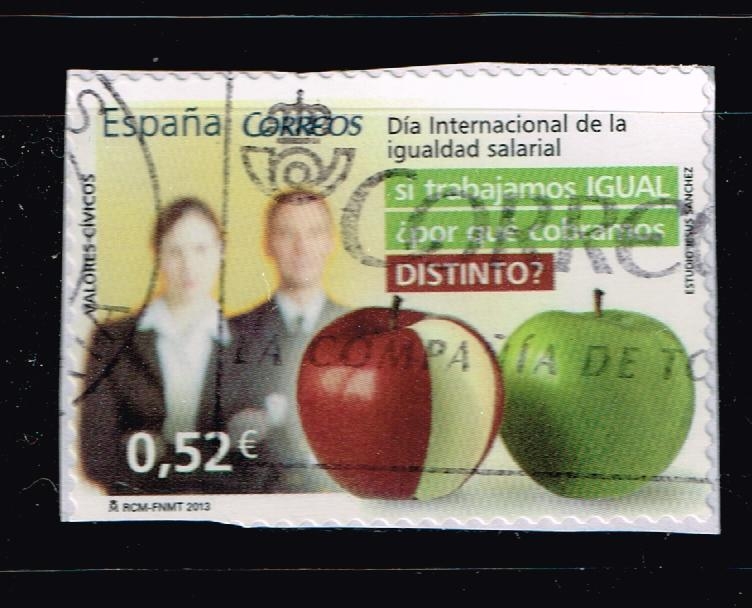 España CORREOS
Día Internacional de la
igualdad salarial
si trabajamos IGUAL
¿por qué cobramos
DISTINTO?
VALORES CÍVICOS
ESTUDIO JESÚS SÁNCHEZ
0,52€
RCM-FNMT 2013
LA COMPAÑÍA DE TO